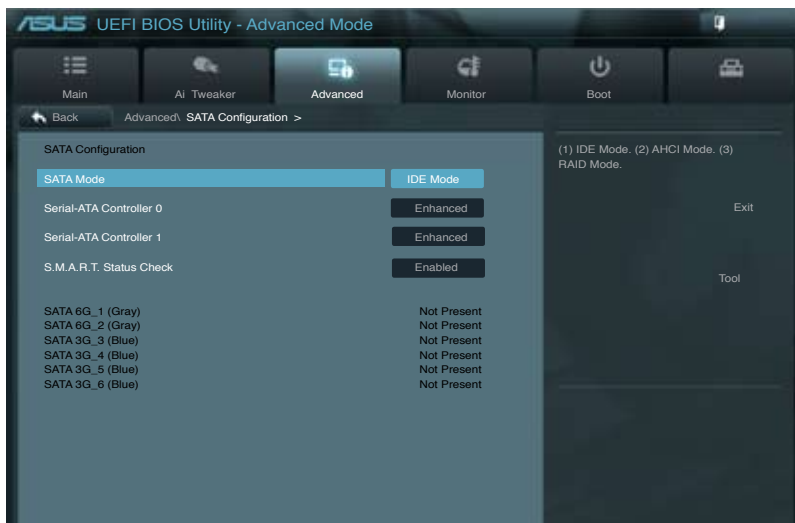 ASUS UEFI BIOS Utility - Advanced Mode
Exit
Main Ai Tweaker Advanced Monitor Boot Tool
Back Advanced\ SATA Configuration >
SATA Configuration
SATA Mode IDE Mode
Serial-ATA Controller 0 Enhanced
Serial-ATA Controller 1 Enhanced
S.M.A.R.T. Status Check Enabled
SATA 6G_1 (Gray) Not Present
SATA 6G_2 (Gray) Not Present
SATA 3G_3 (Blue) Not Present
SATA 3G_4 (Blue) Not Present
SATA 3G_5 (Blue) Not Present
SATA 3G_6 (Blue) Not Present
(1) IDE Mode. (2) AHCI Mode. (3)
RAID Mode.